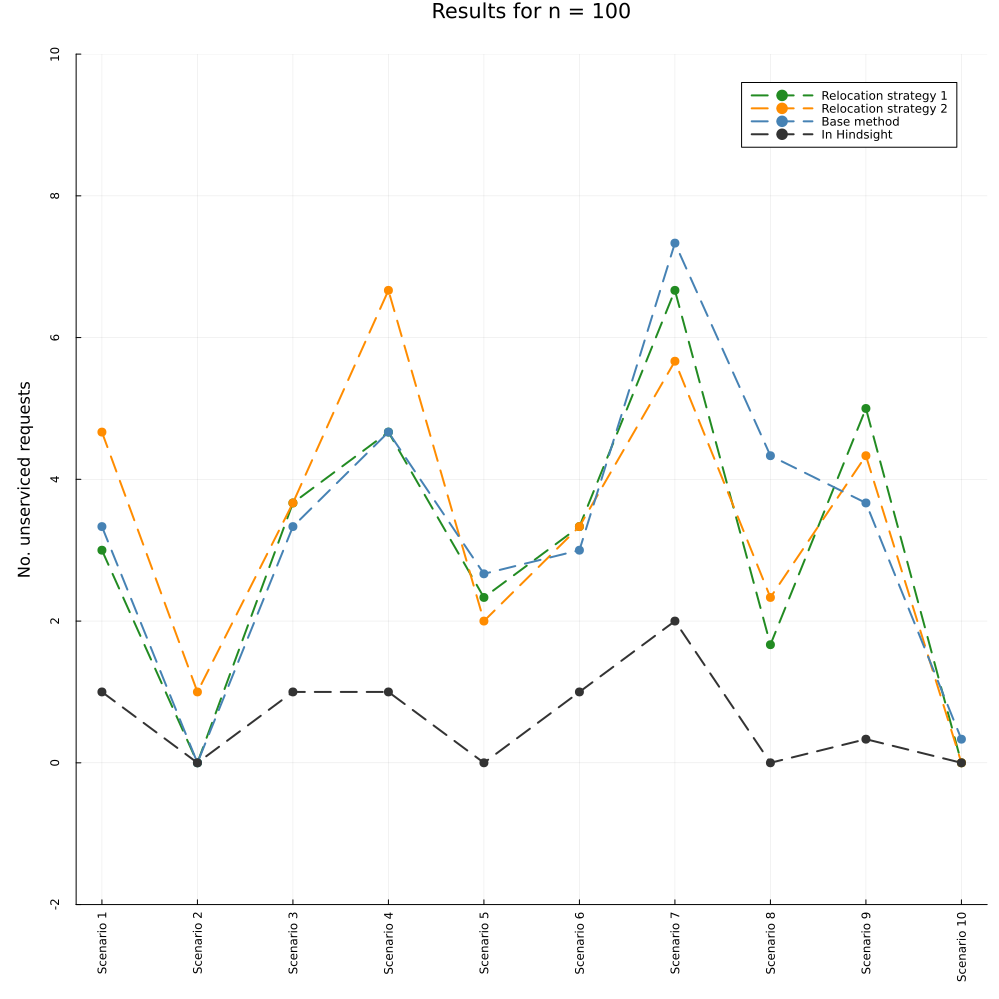 Results for n = 100
Relocation strategy 1
Relocation strategy 2
Base method
In Hindsight
No. unserviced requests
10
8
6
4
2
0
-2
Scenario 1
Scenario 2
Scenario 3
Scenario 4
Scenario 5
Scenario 6
Scenario 7
Scenario 8
Scenario 9
Scenario 10